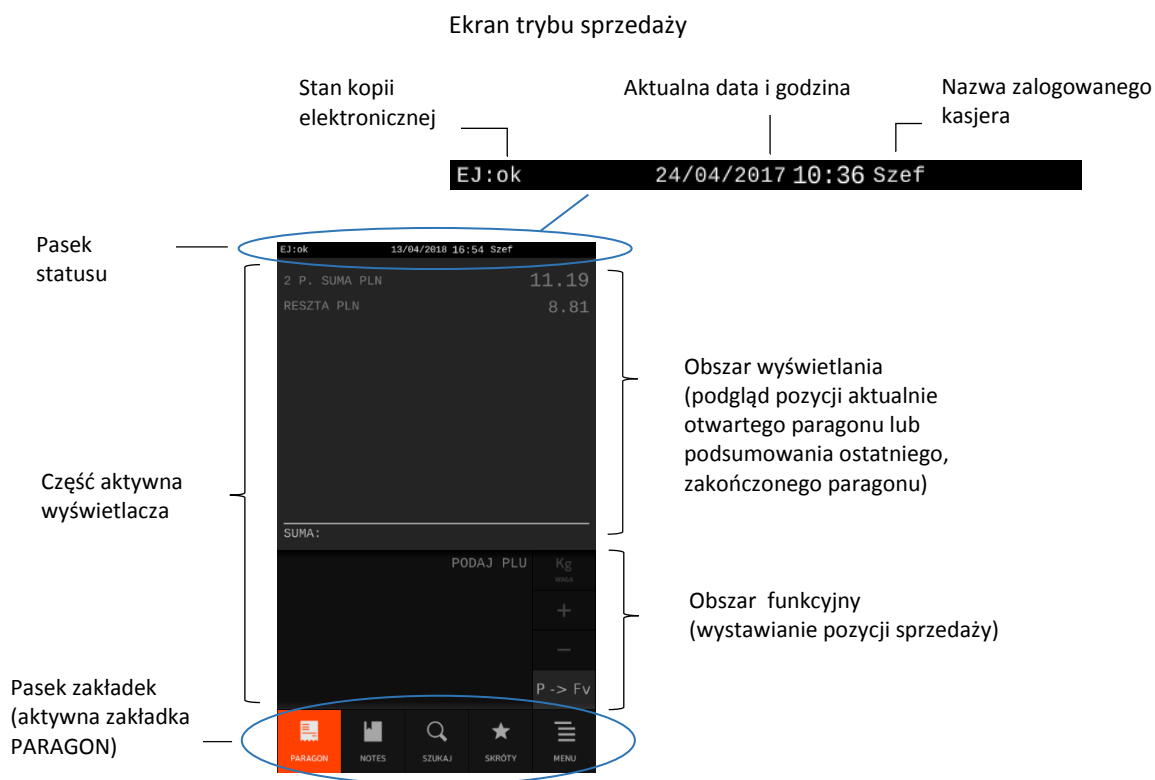 Ekran trybu sprzedaży
Stan kopii
elektronicznej
Aktualna data i godzina
Nazwa zalogowanego
kasjera
EJ:ok 24/04/2017 10:36 Szef
Pasek
statusu
EJ:ok 13/04/2018 16:54 Szef
2 P. SUMA PLN 11.19
RESZTA PLN 8.81
Obszar wyświetlania
(podgląd pozycji aktualnie
otwartego paragonu lub
podsumowania ostatniego,
zakończonego paragonu)
Część aktywna
wyświetlacza
SUMA:
PODAJ PLU
Kg
WAGA
+
−
P -> Fv
Obszar funkcyjny
(wystawianie pozycji sprzedaży)
Pasek zakładek
(aktywna zakładka
PARAGON)
PARAGON NOTES SZUKAJ SKRÓTY MENU